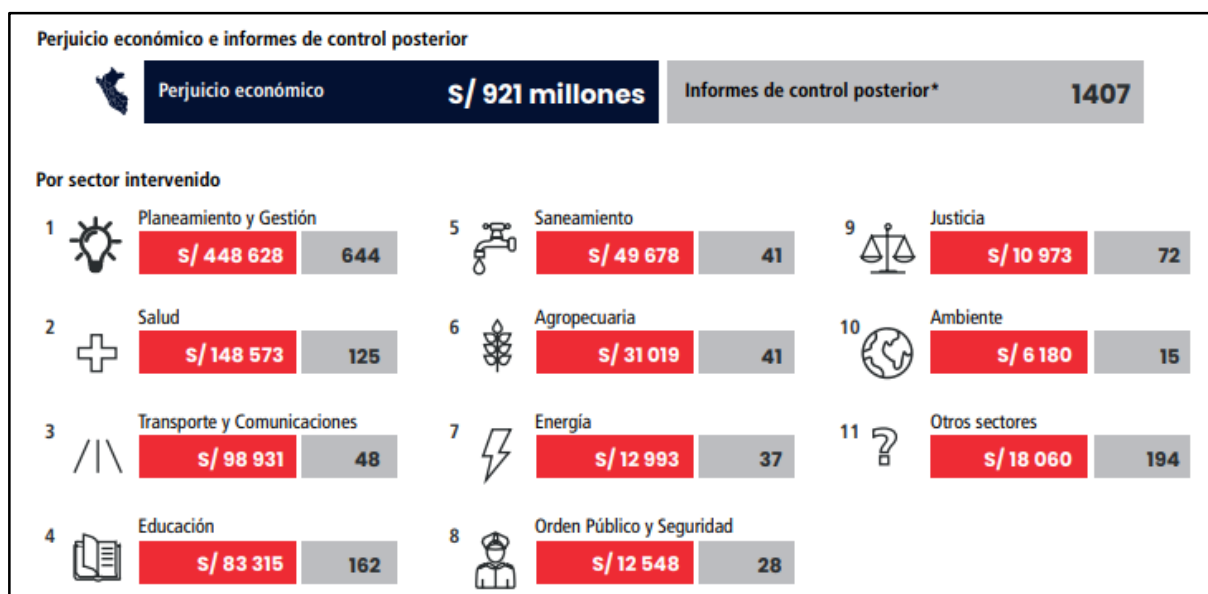 Perjuicio económico e informes de control posterior
Perjuicio económico S/ 921 millones Informes de control posterior* 1407
Por sector intervenido
1 Planeamiento y Gestión
S/ 448 628 644
2 Salud
S/ 148 573 125
3 Transporte y Comunicaciones
S/ 98 931 48
4 Educación
S/ 83 315 162
5 Saneamiento
S/ 49 678 41
6 Agropecuaria
S/ 31 019 41
7 Energía
S/ 12 993 37
8 Orden Público y Seguridad
S/ 12 548 28
9 Justicia
S/ 10 973 72
10 Ambiente
S/ 6 180 15
11 Otros sectores
S/ 18 060 194